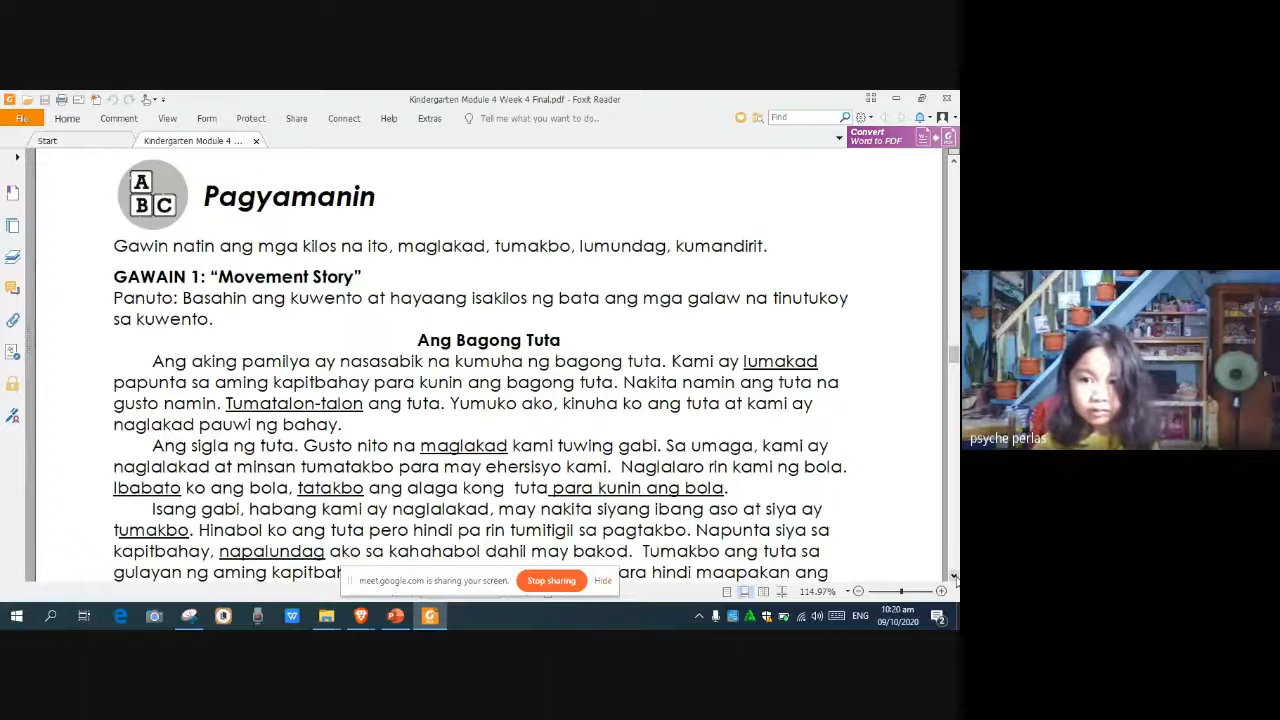 Kindergarten Module 4 Week 4 Final.pdf - Foxit Reader
File Home Comment View Form Protect Share Connect Help Extras Tell me what you want to do.. Find
Start Kindergarten Module 4 ... Convert Word to PDF
A B C
Pagyamanin
Gawin natin ang mga kilos na ito, maglakad, tumakbo, lumundag, kumandirit.
GAWAIN 1: “Movement Story”
Panuto: Basahin ang kuwento at hayaang isakilos ng bata ang mga galaw na tinutukoy
sa kuwento.
Ang Bagong Tuta
Ang aking pamilya ay nasasabik na kumuha ng bagong tuta. Kami ay lumakad
papunta sa aming kapitbahay para kunin ang bagong tuta. Nakita namin ang tuta na
gusto namin. Tumatalon-talon ang tuta. Yumuko ako, kinuha ko ang tuta at kami ay
naglakad pauwi ng bahay.
Ang sigla ng tuta. Gusto nito na maglakad kami tuwing gabi. Sa umaga, kami ay
naglalakad at minsan tumatakbo para may ehersisyo kami. Naglalaro rin kami ng bola.
Ibabato ko ang bola, tatakbo ang alaga kong tuta para kunin ang bola.
Isang gabi, habang kami ay naglalakad, may nakita siyang ibang aso at siya ay
tumakbo. Hinabol ko ang tuta pero hindi pa rin tumitigil sa pagtakbo. Napunta siya sa
kapitbahay, napalundag ako sa kahahabol dahil may bakod. Tumakbo ang tuta sa
gulayan ng aming kapitbah ara hindi maapakan ang
meet.google.com is sharing your screen. Stop sharing Hide
114.97%
ENG 10:20 am
09/10/2020 2
psyche perlas